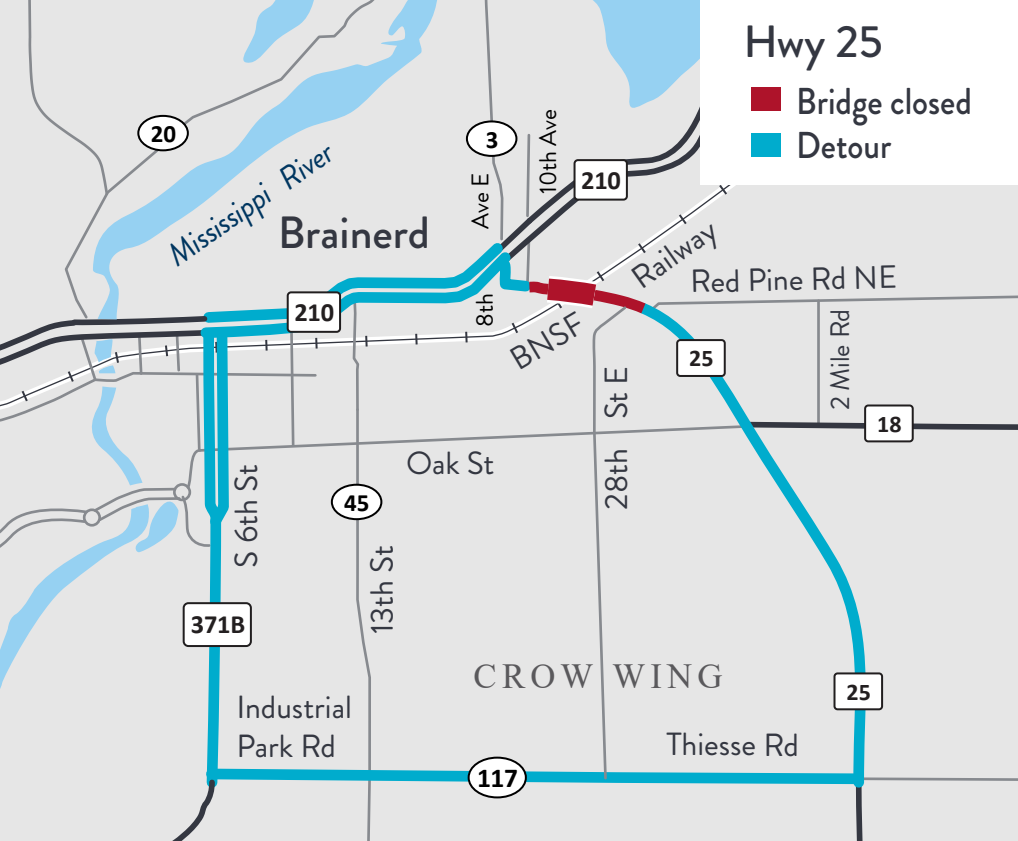 Hwy 25
Bridge closed
Detour
20
3
10th Ave
210
Mississippi River
Ave E
8th
Brainerd
Railway
BNSF
Red Pine Rd NE
210
25
2 Mile Rd
St E
28th
18
Oak St
S 6th St
45
13th St
371B
CROW WING
25
Industrial
Park Rd
Thiesse Rd
117